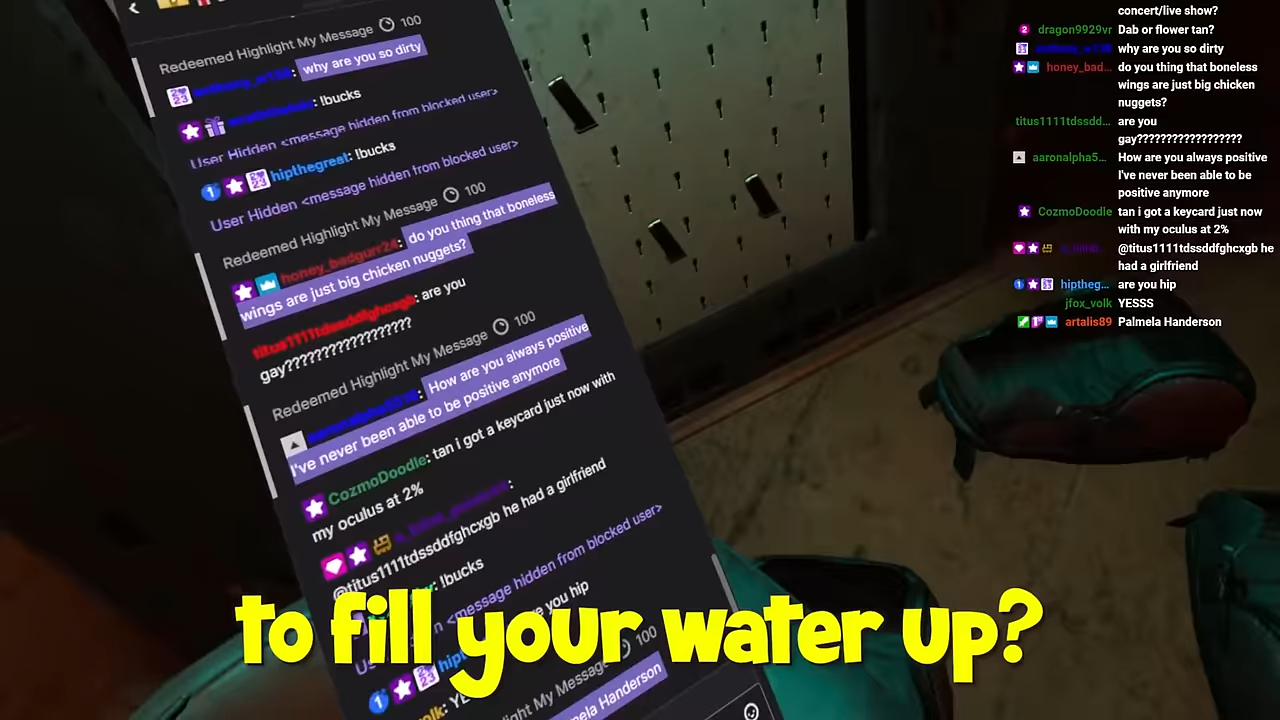 Redeemed Highlight My Message 100
why are you so dirty
: !bucks
User Hidden <message hidden from blocked user>
hipthegreat: !bucks
User Hidden <message hidden from blocked user>
Redeemed Highlight My Message 100
honey_badgurr24: do you thing that boneless
wings are just big chicken nuggets?
titus1111tdssddfghcxgb: are you
gay??????????????????
Redeemed Highlight My Message 100
: How are you always positive
I've never been able to be positive anymore
CozmoDoodle: tan i got a keycard just now with
my oculus at 2%
:
@titus1111tdssddfghcxgb he had a girlfriend
: !bucks
<message hidden from blocked user>
you hip
Message 100
Handerson
to fill your water up?
concert/live show?
dragon9929vr Dab or flower tan?
why are you so dirty
honey_bad... do you thing that boneless
wings are just big chicken
nuggets?
titus1111tdssdd... are you
gay??????????????????
aaronalpha5... How are you always positive
I've never been able to be
positive anymore
CozmoDoodle tan i got a keycard just now
with my oculus at 2%
@titus1111tdssddfghcxgb he
had a girlfriend
hiptheg... are you hip
jfox_volk YESSS
artalis89 Palmela Handerson